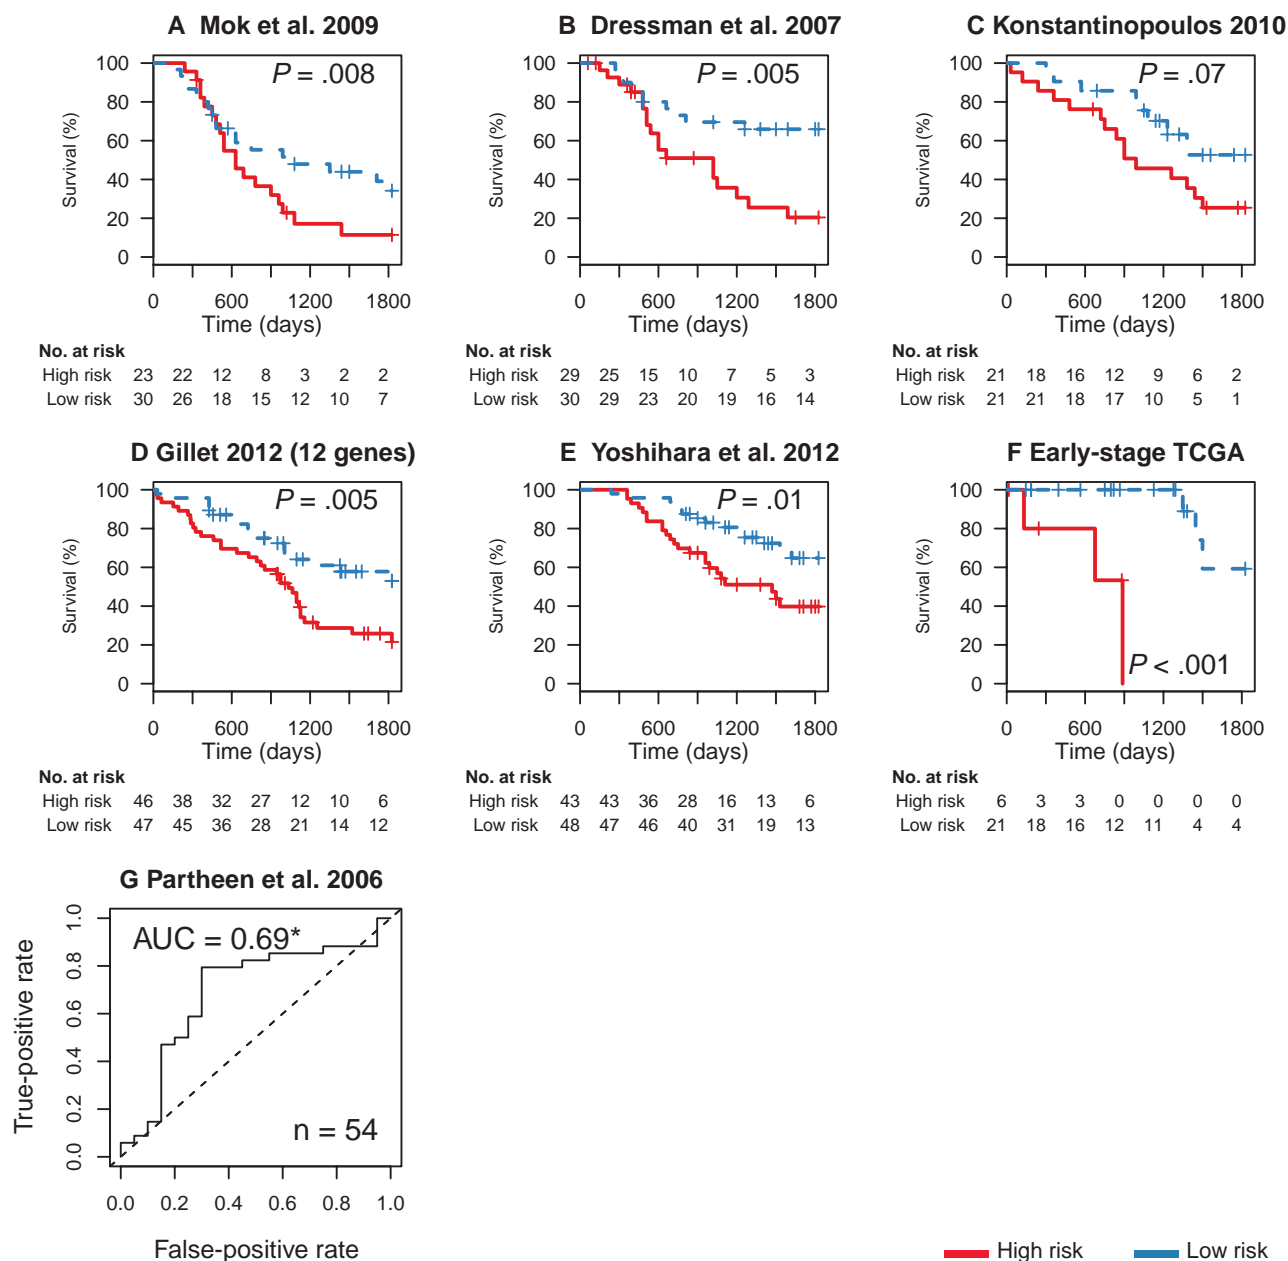 A Mok et al. 2009
B Dressman et al. 2007
C Konstantinopoulos 2010
Survival (%)
100
80
60
40
20
0
P = .008
0 600 1200 1800
Time (days)
Survival (%)
100
80
60
40
20
0
P = .005
0 600 1200 1800
Time (days)
Survival (%)
100
80
60
40
20
0
P = .07
0 600 1200 1800
Time (days)
No. at risk
High risk 23 22 12 8 3 2 2
Low risk 30 26 18 15 12 10 7
No. at risk
High risk 29 25 15 10 7 5 3
Low risk 30 29 23 20 19 16 14
No. at risk
High risk 21 18 16 12 9 6 2
Low risk 21 21 18 17 10 5 1
D Gillet 2012 (12 genes)
E Yoshihara et al. 2012
F Early-stage TCGA
Survival (%)
100
80
60
40
20
0
P = .005
0 600 1200 1800
Time (days)
Survival (%)
100
80
60
40
20
0
P = .01
0 600 1200 1800
Time (days)
Survival (%)
100
80
60
40
20
0
P < .001
0 600 1200 1800
Time (days)
No. at risk
High risk 46 38 32 27 12 10 6
Low risk 47 45 36 28 21 14 12
No. at risk
High risk 43 43 36 28 16 13 6
Low risk 48 47 46 40 31 19 13
No. at risk
High risk 6 3 3 0 0 0 0
Low risk 21 18 16 12 11 4 4
G Partheen et al. 2006
True-positive rate
1.0
0.8
0.6
0.4
0.2
0.0
AUC = 0.69*
n = 54
0.0 0.2 0.4 0.6 0.8 1.0
False-positive rate
High risk
Low risk